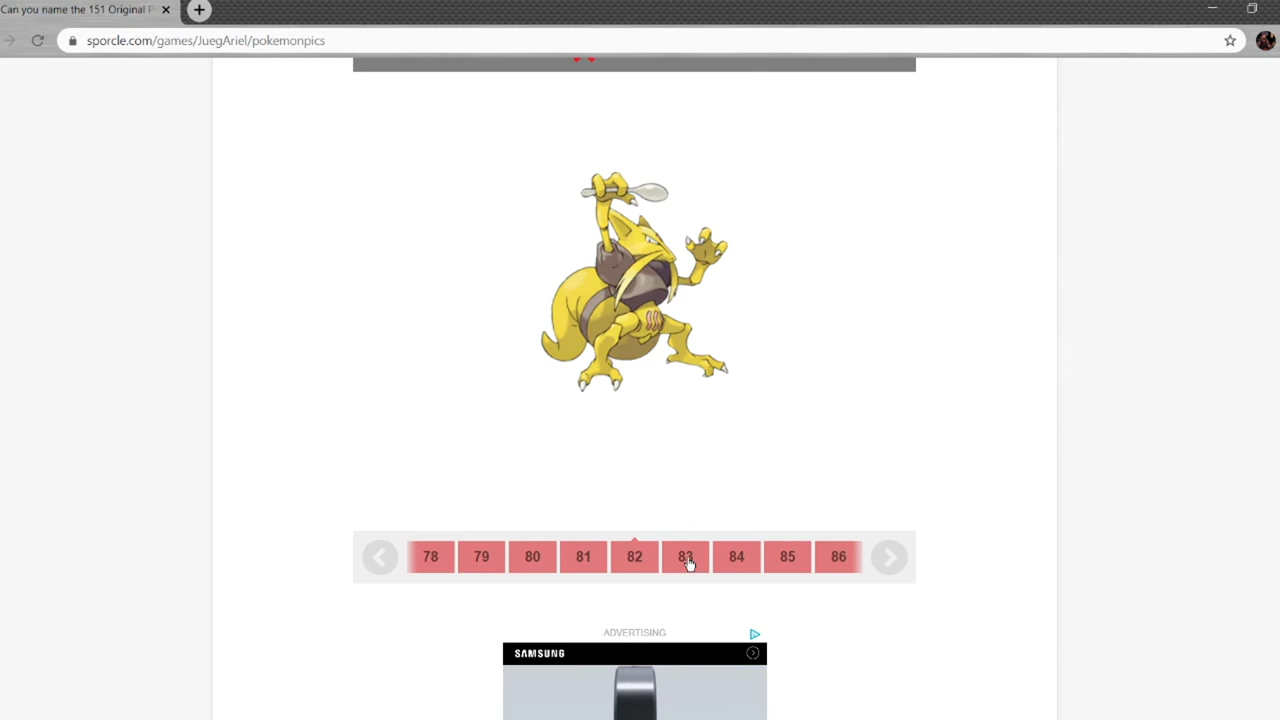 Can you name the 151 Original P
sporcle.com/games/JuegAriel/pokemonpics
78 79 80 81 82 83 84 85 86
ADVERTISING
SAMSUNG